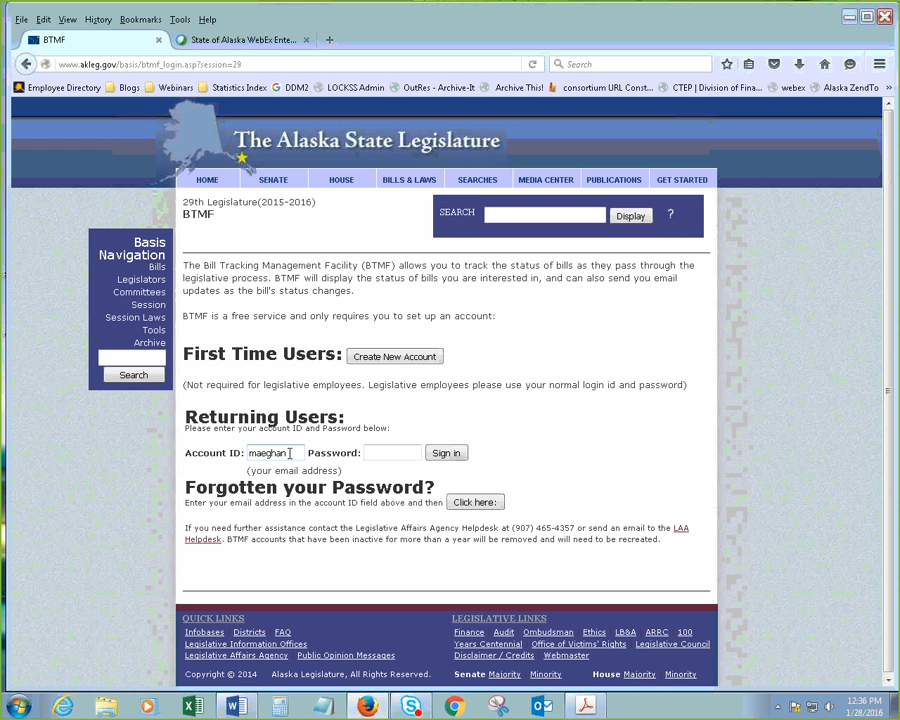 File Edit View History Bookmarks Tools Help
BTMF × State of Alaska WebEx Ente... × +
www.akleg.gov/basis/btmf_login.asp?session=29 Search
Employee Directory Blogs Webinars Statistics Index DDM2 LOCKSS Admin OutRes - Archive-It Archive This! consortium URL Const... CTEP | Division of Fina... webex Alaska ZendTo »
The Alaska State Legislature
HOME SENATE HOUSE BILLS & LAWS SEARCHES MEDIA CENTER PUBLICATIONS GET STARTED
29th Legislature(2015-2016)
BTMF
SEARCH Display ?
Basis
Navigation
Bills
Legislators
Committees
Session
Session Laws
Tools
Archive
Search
The Bill Tracking Management Facility (BTMF) allows you to track the status of bills as they pass through the
legislative process. BTMF will display the status of bills you are interested in, and can also send you email
updates as the bill's status changes.
BTMF is a free service and only requires you to set up an account:
First Time Users: Create New Account
(Not required for legislative employees. Legislative employees please use your normal login id and password)
Returning Users:
Please enter your account ID and Password below:
Account ID: maeghan Password: Sign in
(your email address)
Forgotten your Password?
Enter your email address in the account ID field above and then Click here:
If you need further assistance contact the Legislative Affairs Agency Helpdesk at (907) 465-4357 or send an email to the LAA
Helpdesk. BTMF accounts that have been inactive for more than a year will be removed and will need to be recreated.
QUICK LINKS
Infobases Districts FAQ
Legislative Information Offices
Legislative Affairs Agency Public Opinion Messages
Copyright © 2014 Alaska Legislature, All Rights Reserved.
LEGISLATIVE LINKS
Finance Audit Ombudsman Ethics LB&A ARRC 100
Years Centennial Office of Victims' Rights Legislative Council
Disclaimer / Credits Webmaster
Senate Majority Minority House Majority Minority
12:36 PM
1/28/2016